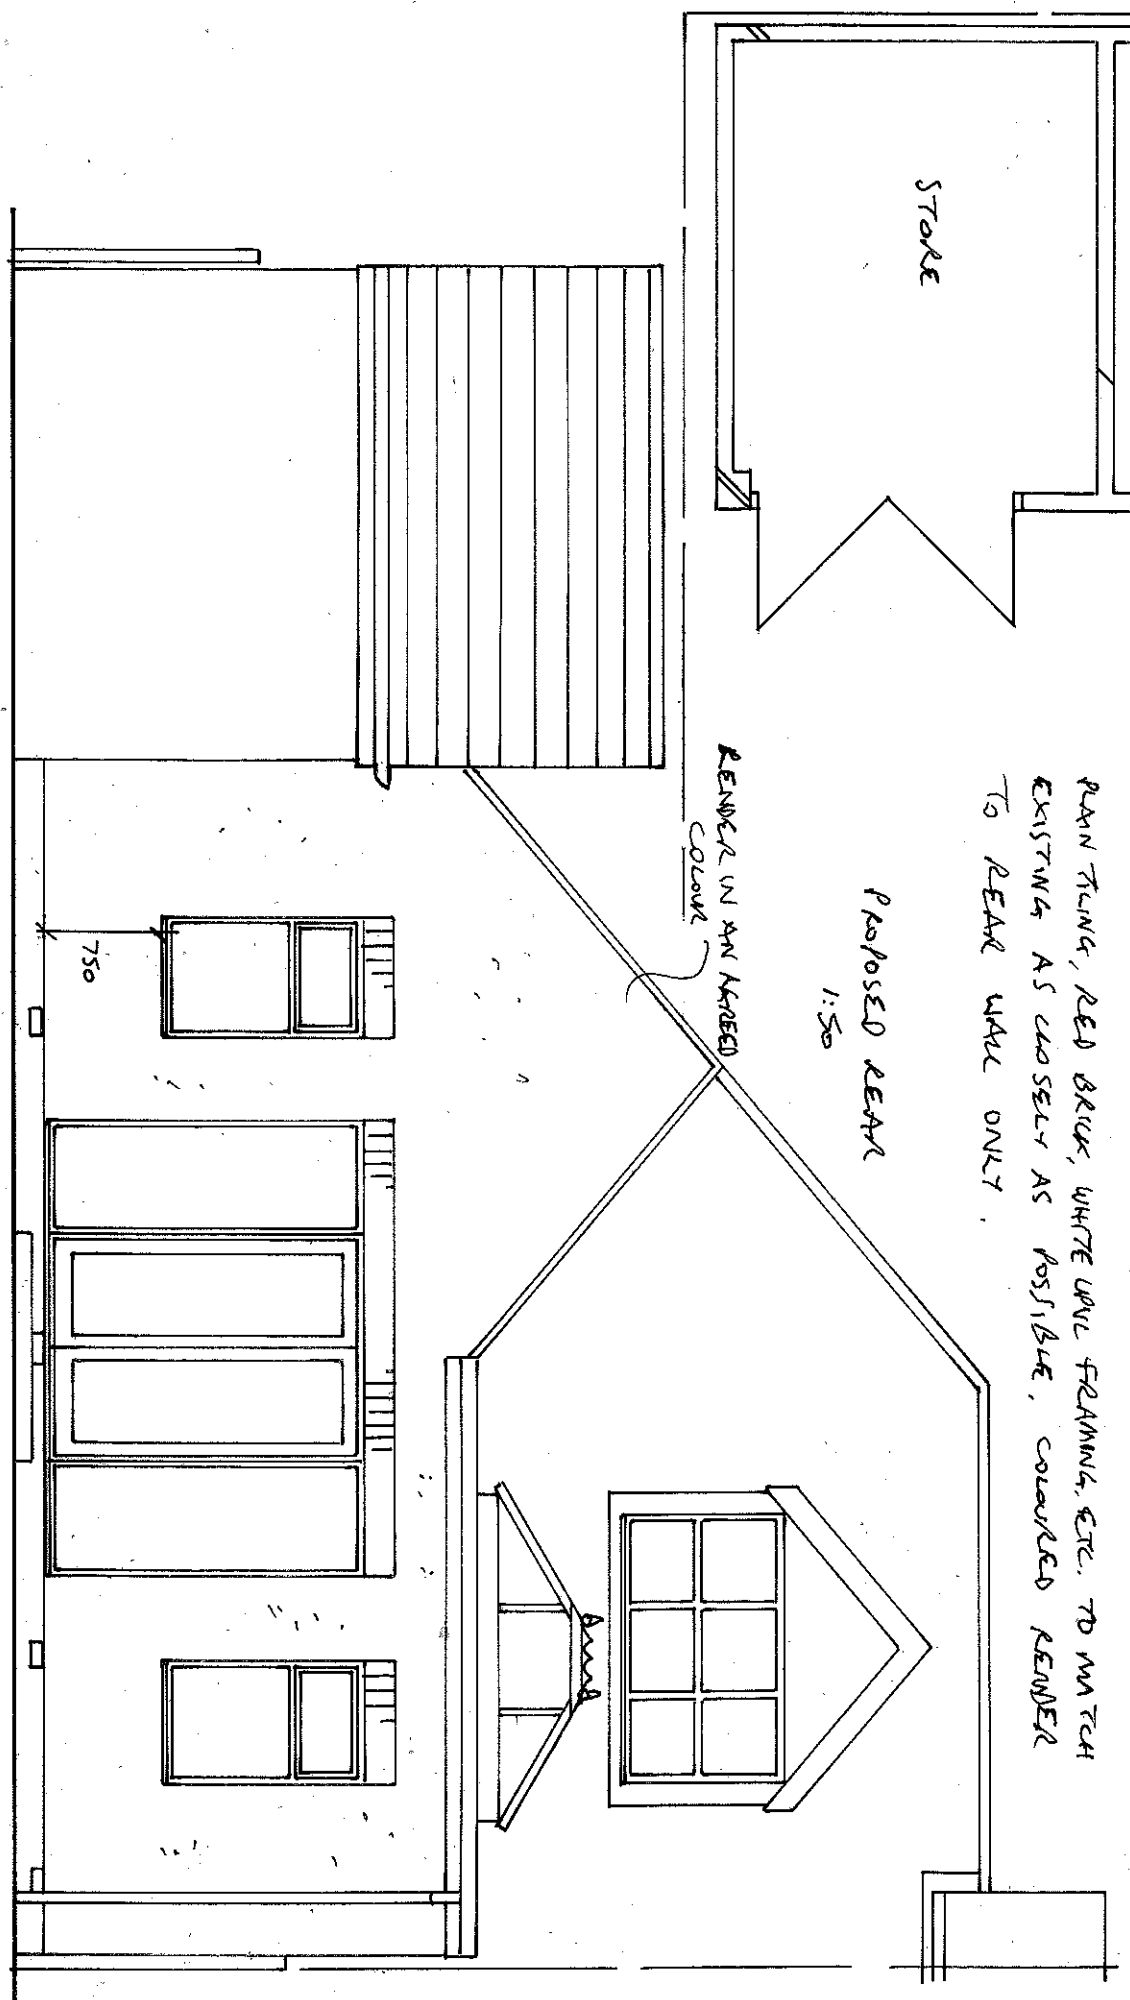 STORE
PLAIN TILING, RED BRICK, WHITE UPVC FRAMING, ETC. TO MATCH
EXISTING AS CLOSELY AS POSSIBLE. COLOURED RENDER
TO REAR WALL ONLY.
PROPOSED REAR
1:50
RENDER IN AN AGREED
COLOUR
750